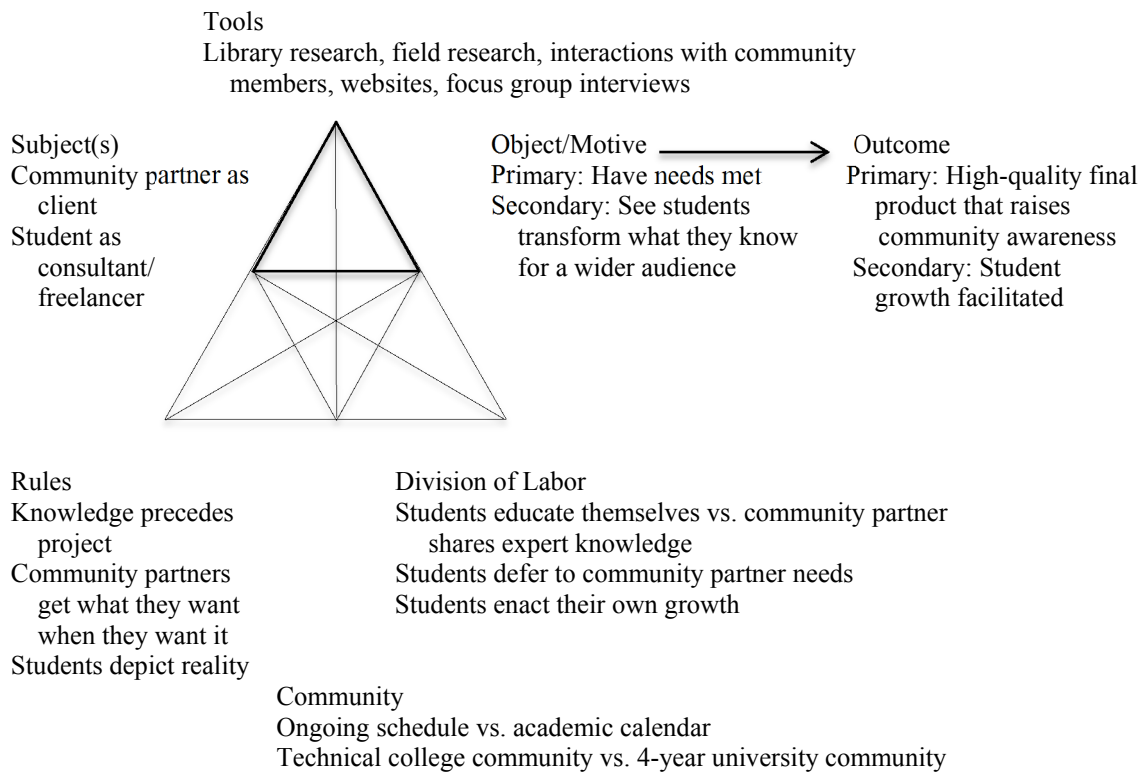 Tools
Library research, field research, interactions with community
members, websites, focus group interviews
Subject(s)
Community partner as
client
Student as
consultant/
freelancer
Object/Motive
Primary: Have needs met
Secondary: See students
transform what they know
for a wider audience
Outcome
Primary: High-quality final
product that raises
community awareness
Secondary: Student
growth facilitated
Rules
Knowledge precedes
project
Community partners
get what they want
when they want it
Students depict reality
Division of Labor
Students educate themselves vs. community partner
shares expert knowledge
Students defer to community partner needs
Students enact their own growth
Community
Ongoing schedule vs. academic calendar
Technical college community vs. 4-year university community